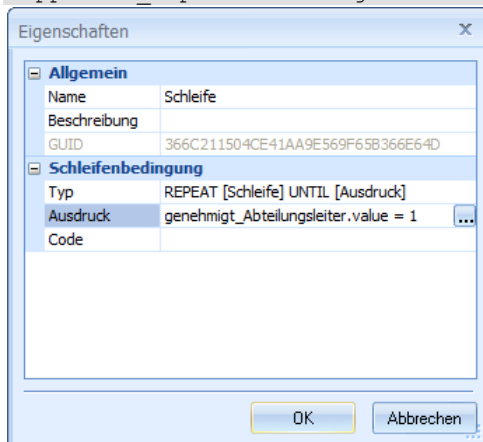 Eigenschaften
Allgemein
Name Schleife
Beschreibung
GUID 366C211504CE41AA9E569F65B366E64D
Schleifenbedingung
Typ REPEAT [Schleife] UNTIL [Ausdruck]
Ausdruck genehmigt_Abteilungsleiter.value = 1 ...
Code
OK Abbrechen